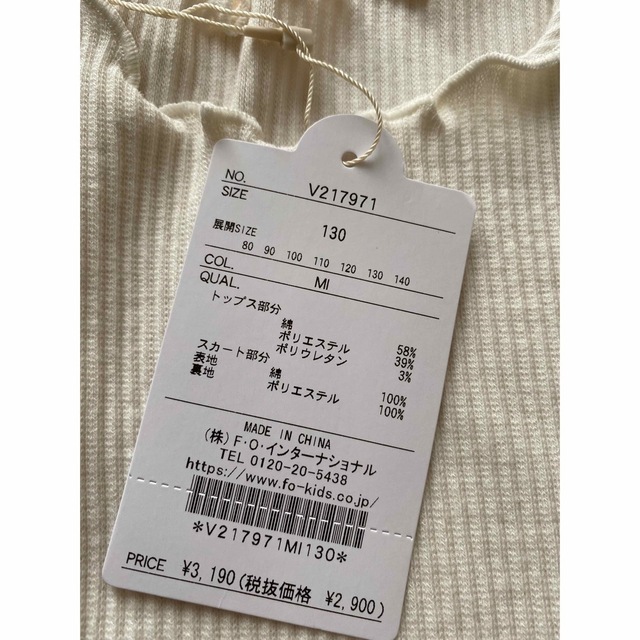 NO. V217971
SIZE 130
展開SIZE
80 90 100 110 120 130 140
COL. MI
QUAL.
トップス部分
綿 58%
ポリエステル 39%
ポリウレタン 3%
スカート部分
表地 綿 100%
裏地 ポリエステル 100%
MADE IN CHINA
(株)F・O・インターナショナル
TEL 0120-20-5438
https://www.fo-kids.co.jp/
*V217971MI130*
PRICE ¥3,190(税抜価格 ¥2,900)